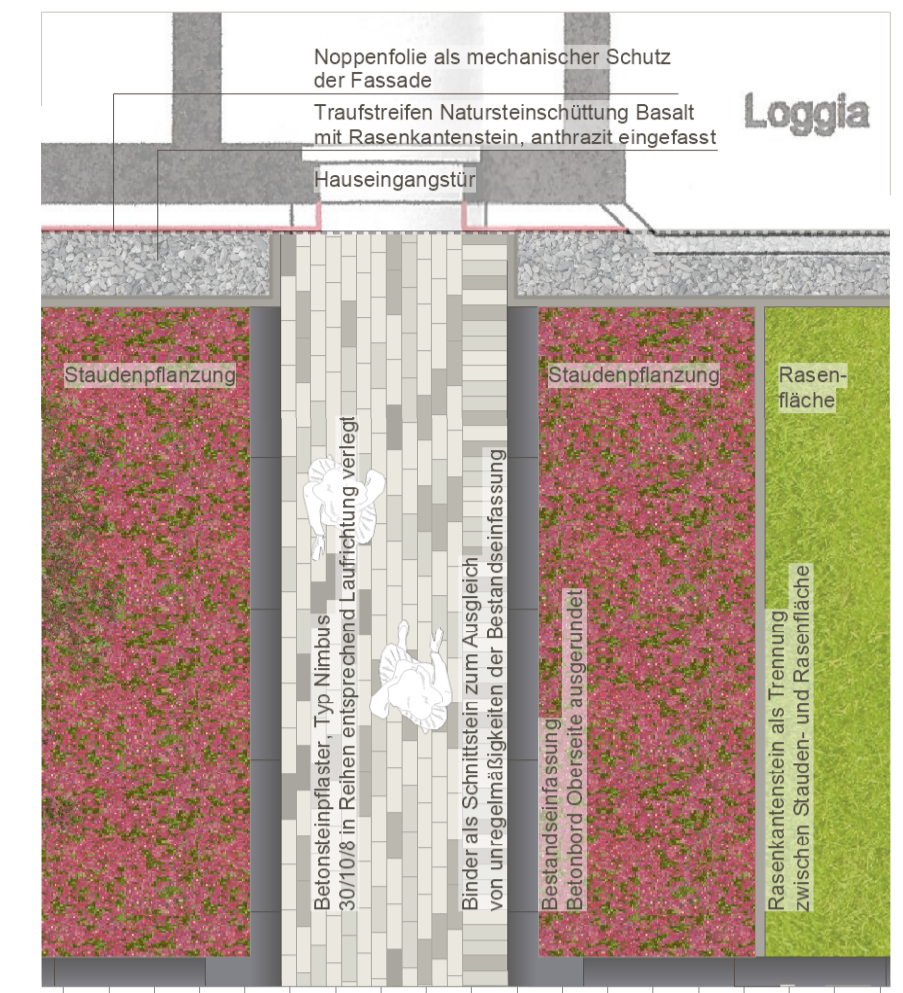 Noppenfolie als mechanischer Schutz
der Fassade
Traufstreifen Natursteinschüttung Basalt
mit Rasenkantenstein, anthrazit eingefasst
Loggia
Hauseingangstür
Staudenpflanzung
Staudenpflanzung
Rasen-
fläche
Betonsteinpflaster, Typ Nimbus
30/10/8 in Reihen entsprechend Laufrichtung verlegt
Binder als Schnittstein zum Ausgleich
von unregelmäßigkeiten der Bestandseinfassung
Bestandseinfassung
Betonbord Oberseite ausgerundet
Rasenkantenstein als Trennung
zwischen Stauden- und Rasenfläche